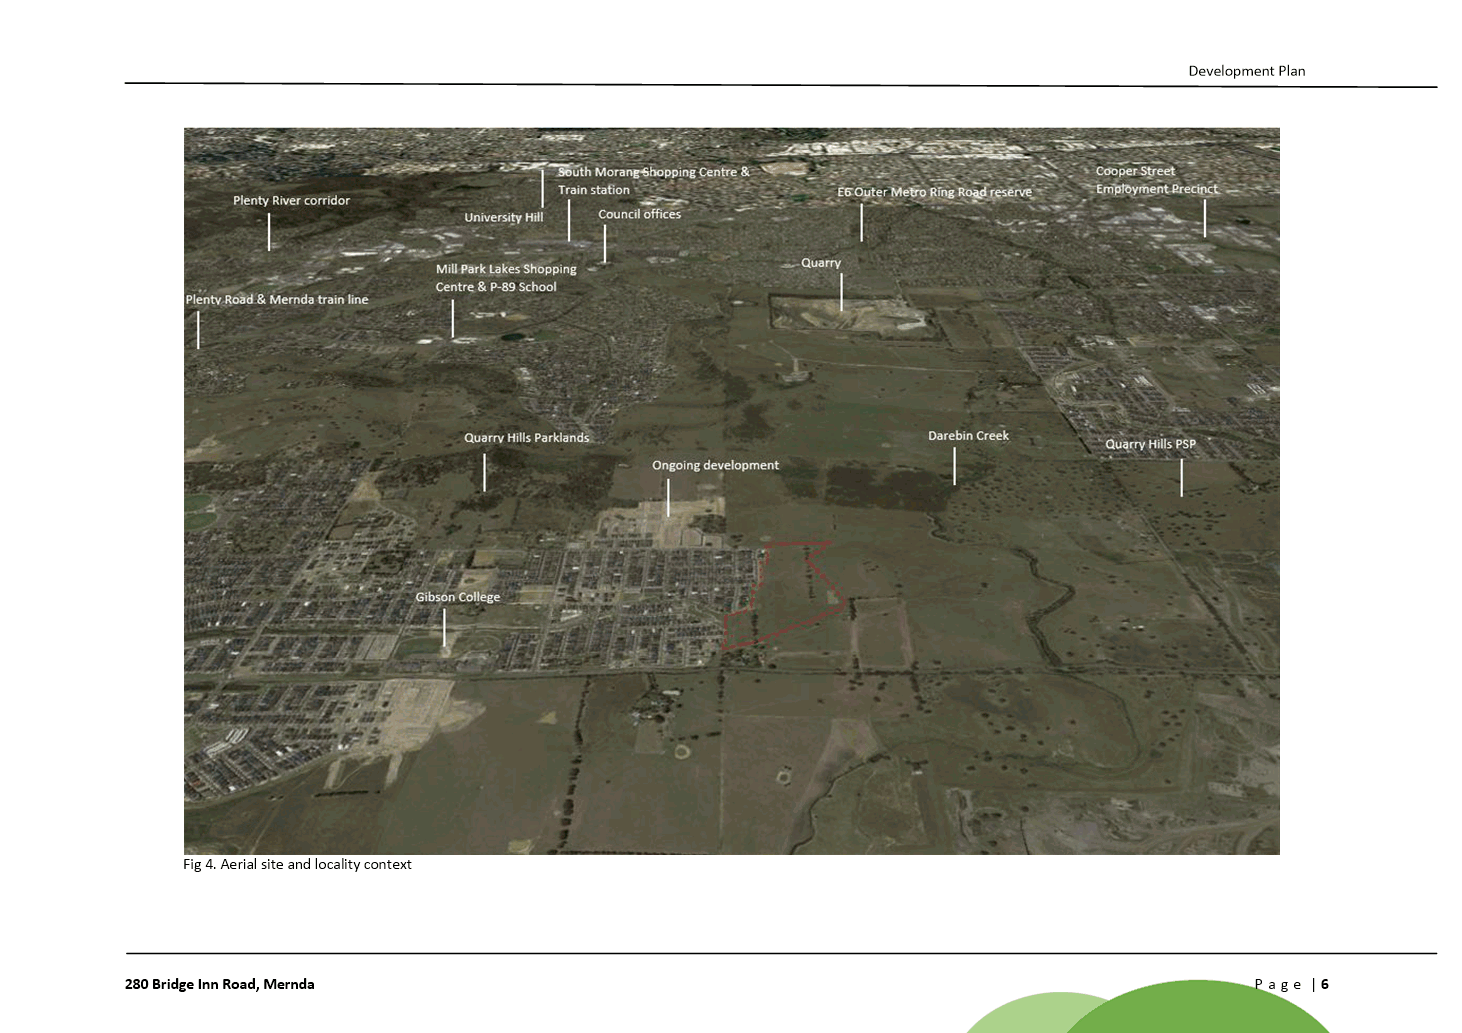 Development Plan
South Morang Shopping Centre &
Train station
Cooper Street
Employment Precinct
E6 Outer Metro Ring Road reserve
Plenty River corridor
University Hill
Council offices
Quarry
Mill Park Lakes Shopping
Centre & P-89 School
Plenty Road & Mernda train line
Quarry Hills Parklands
Darebin Creek
Quarry Hills PSP
Ongoing development
Gibson College
Fig 4. Aerial site and locality context
280 Bridge Inn Road, Mernda
Page | 6